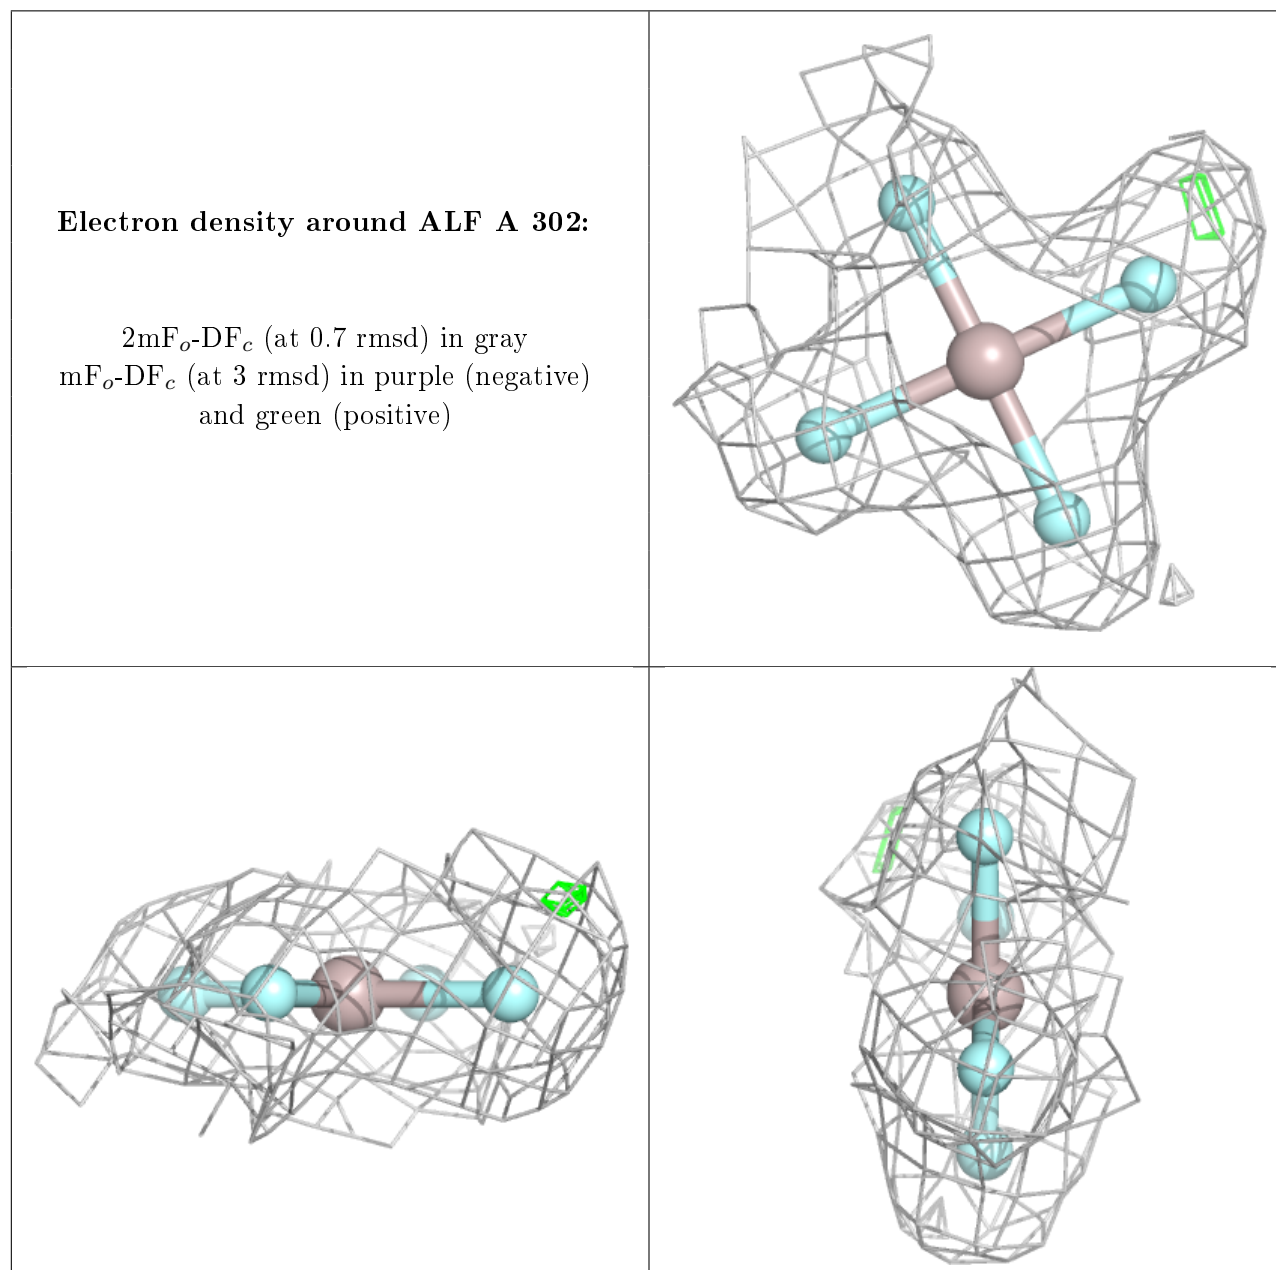 Electron density around ALF A 302:
2mFo-DFc (at 0.7 rmsd) in gray
mFo-DFc (at 3 rmsd) in purple (negative)
and green (positive)